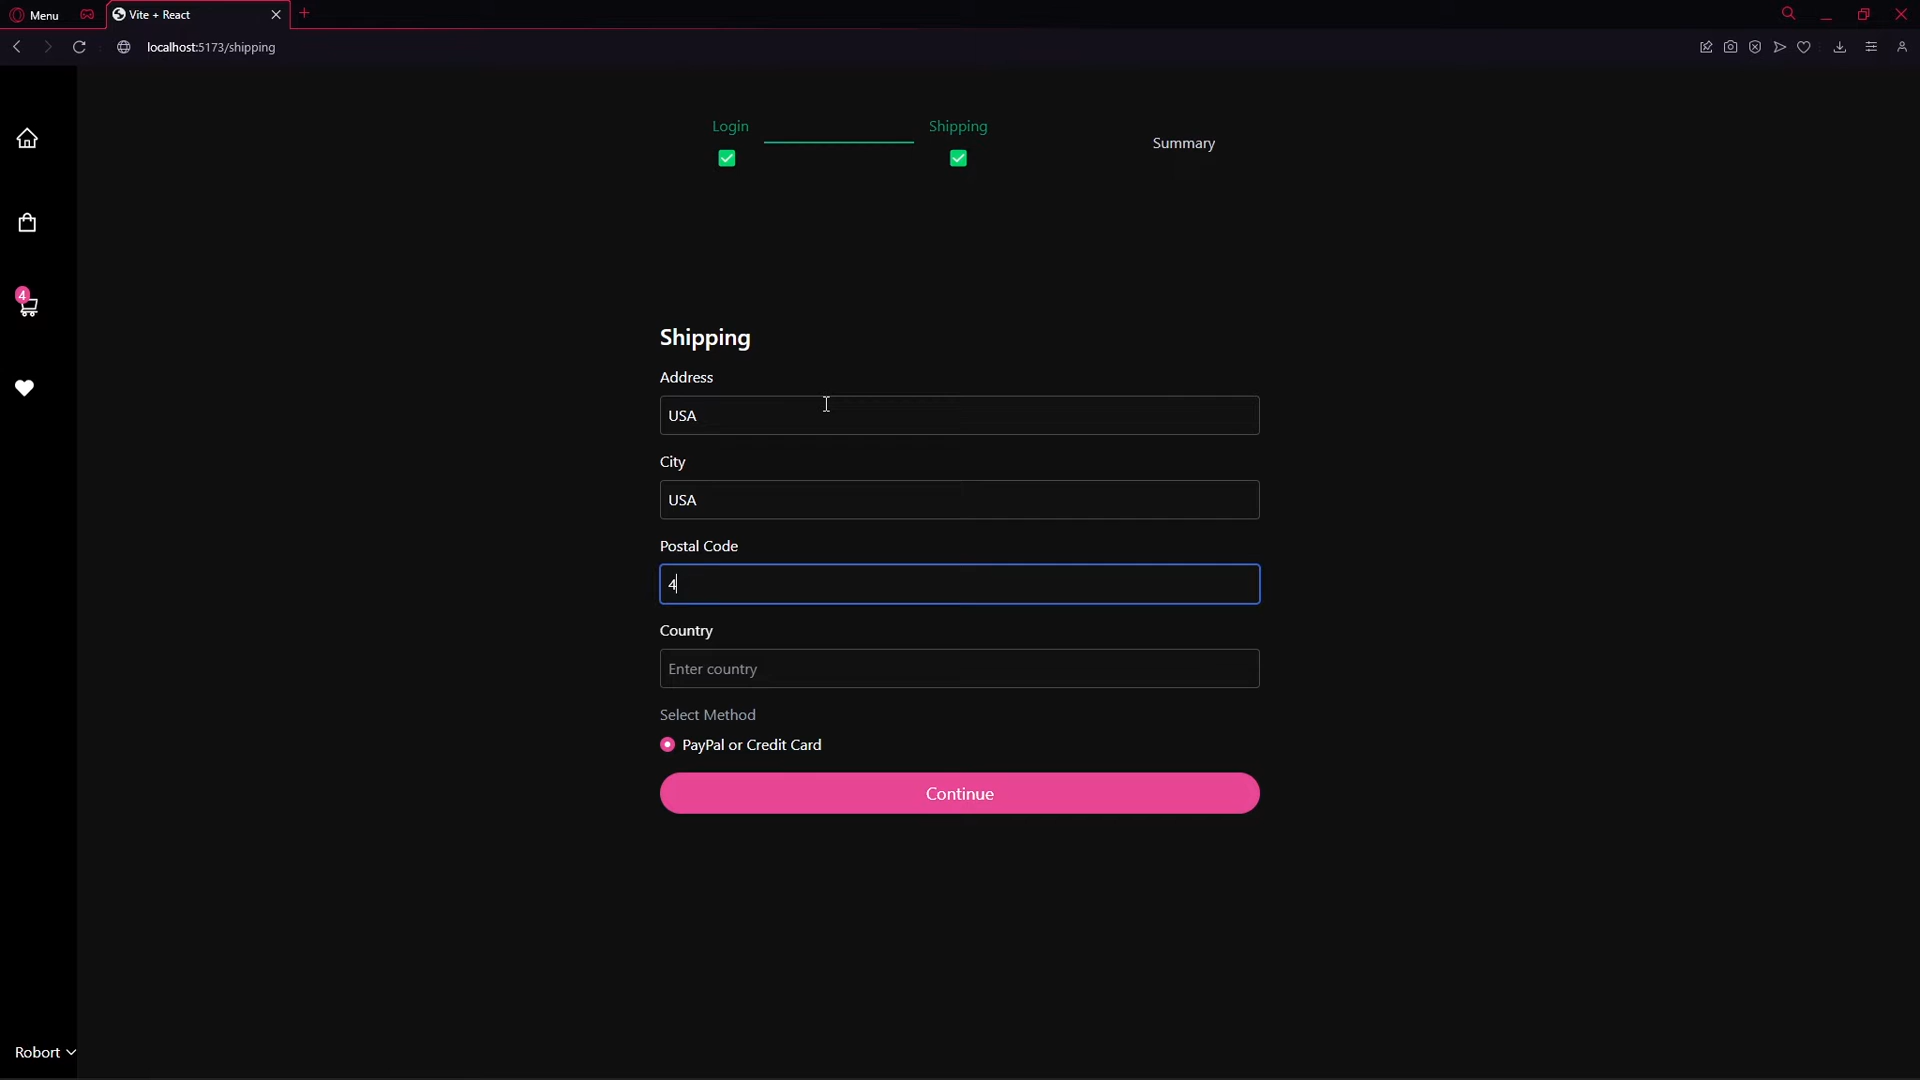 Menu
Vite + React
localhost:5173/shipping
Login
Shipping
Summary
4
Shipping
Address
USA
City
USA
Postal Code
4
Country
Enter country
Select Method
PayPal or Credit Card
Continue
Robort